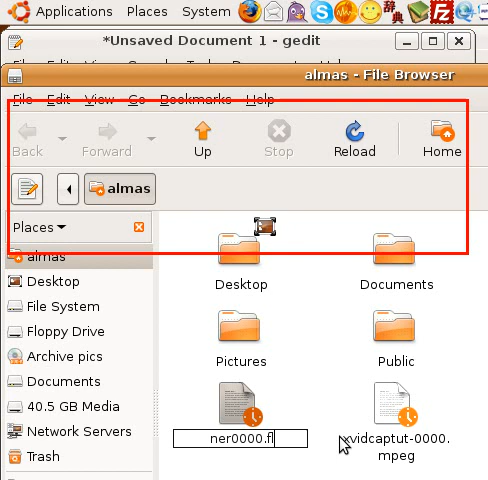 Applications Places System 辞典
*Unsaved Document 1 - gedit
almas - File Browser
File Edit View Go Bookmarks Help
Back Forward Up Stop Reload Home
almas
Places
almas
Desktop
File System
Floppy Drive
Archive pics
Documents
40.5 GB Media
Network Servers
Trash
Desktop Documents
Pictures Public
ner0000.fl
xvidcaptut-0000.
mpeg